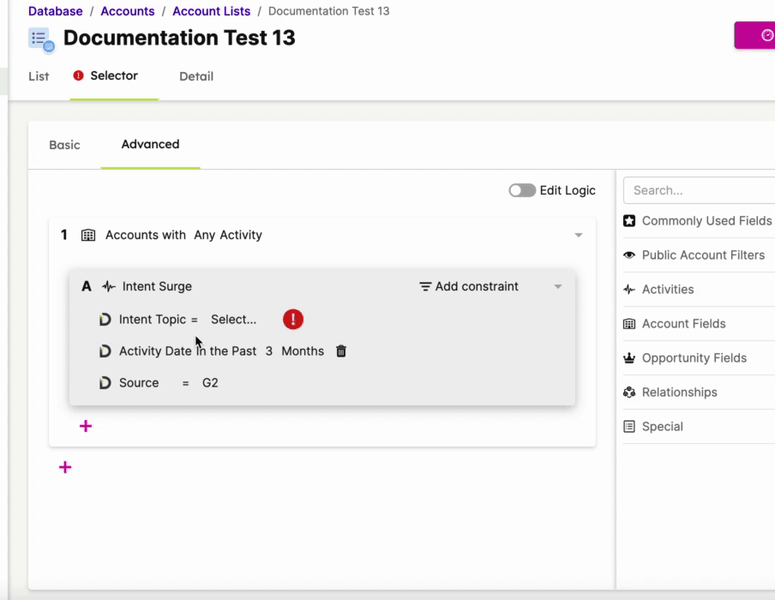 Database / Accounts / Account Lists / Documentation Test 13
Documentation Test 13
List
! Selector
Detail
Basic
Advanced
Edit Logic
1 Accounts with Any Activity
A Intent Surge
Add constraint
Intent Topic = Select... !
Activity Date In the Past 3 Months
Source = G2
+
+
Search...
Commonly Used Fields
Public Account Filters
Activities
Account Fields
Opportunity Fields
Relationships
Special